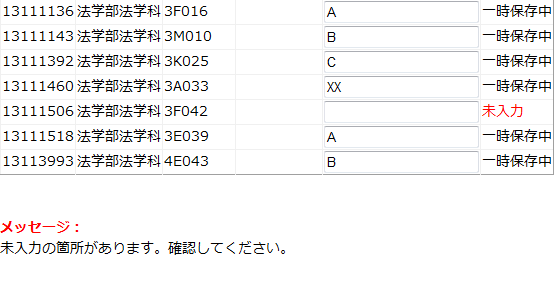 13111136 法学部法学科 3F016 A 一時保存中
13111143 法学部法学科 3M010 B 一時保存中
13111392 法学部法学科 3K025 C 一時保存中
13111460 法学部法学科 3A033 XX 一時保存中
13111506 法学部法学科 3F042 未入力
13111518 法学部法学科 3E039 A 一時保存中
13113993 法学部法学科 4E043 B 一時保存中
メッセージ：
未入力の箇所があります。確認してください。